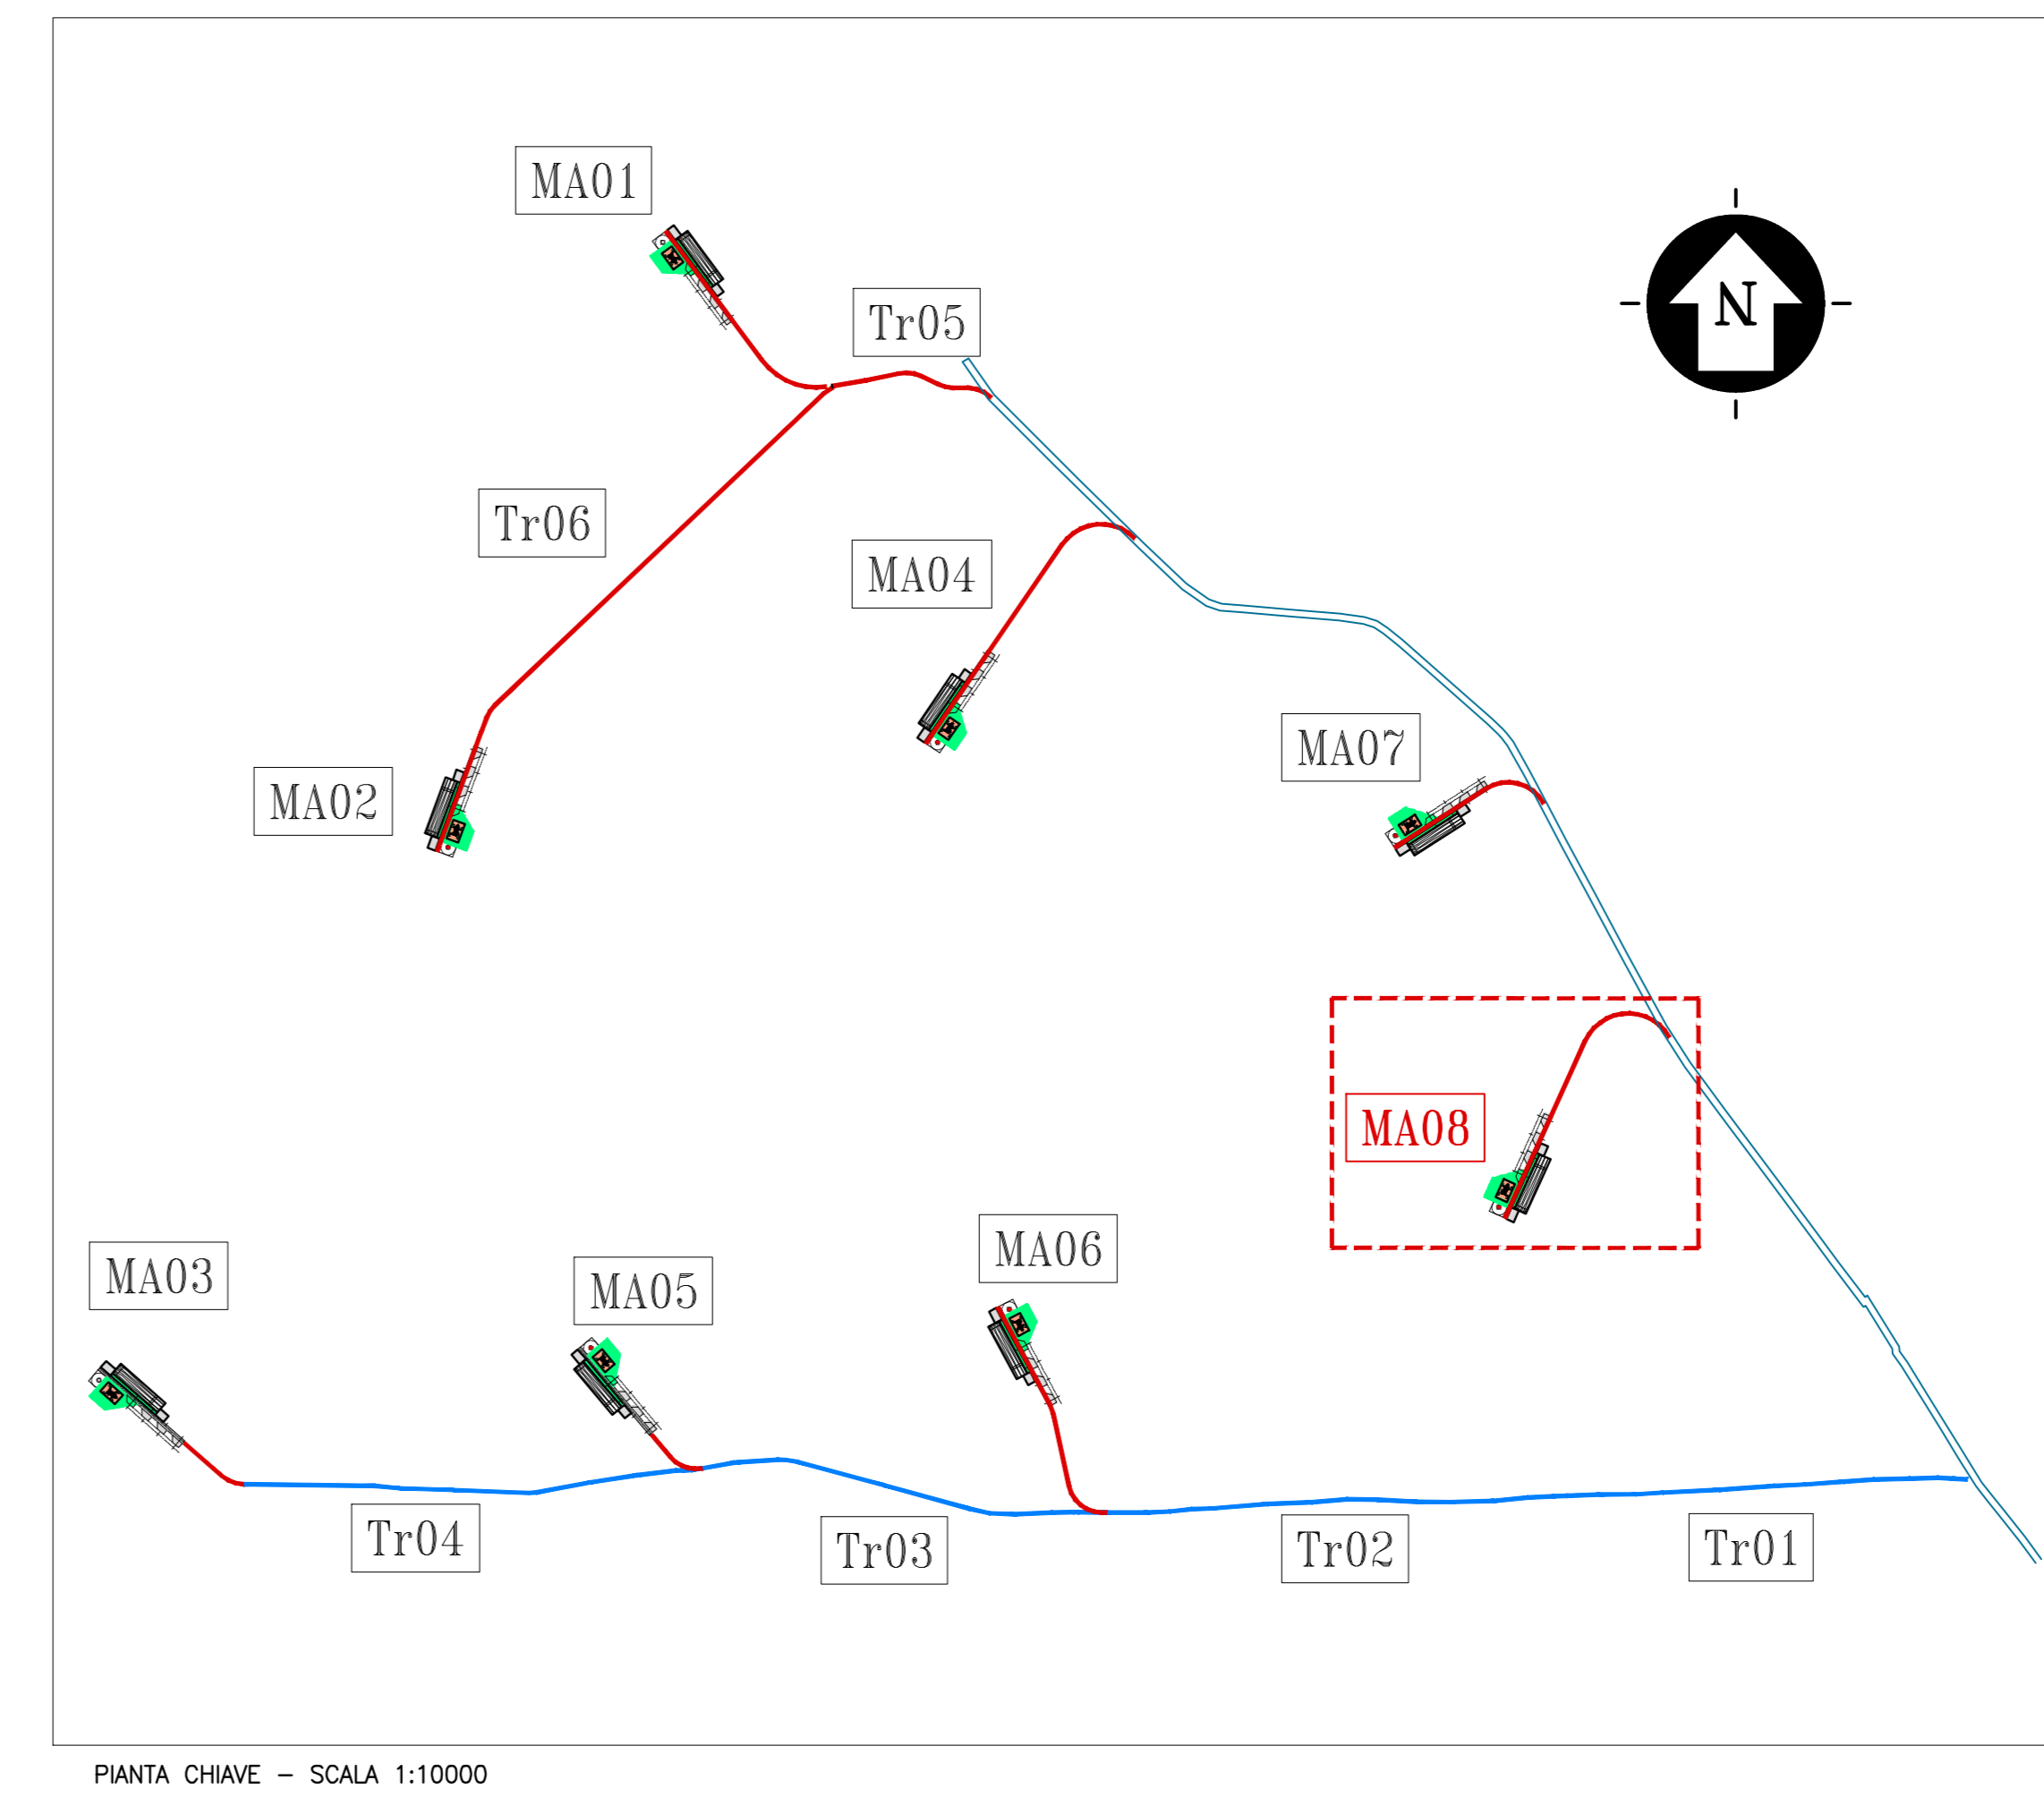 MA01
Tr05
N
Tr06
MA04
MA07
MA02
MA08
MA06
MA03
MA05
Tr04
Tr03
Tr02
Tr01
PIANTA CHIAVE – SCALA 1:10000